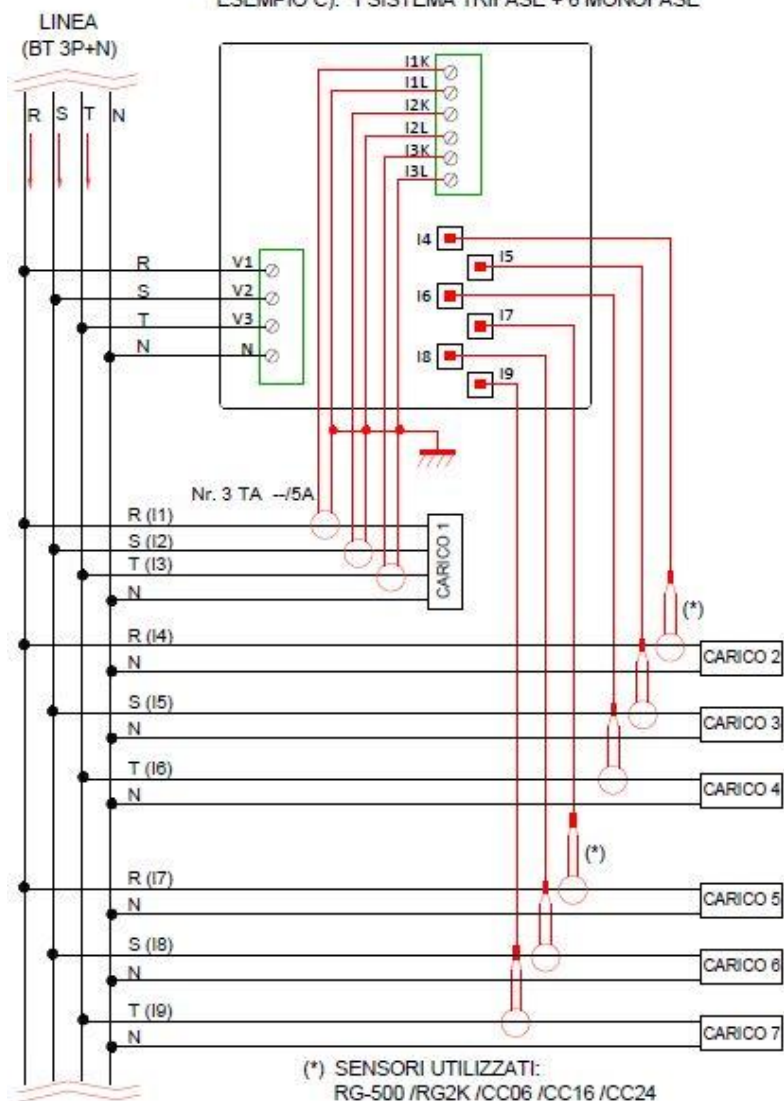 ESEMPIO C): 1 SISTEMA TRIFASE + 6 MONOFASE
LINEA
(BT 3P+N)
R S T N
I1K
I1L
I2K
I2L
I3K
I3L
I4
I5
I6
I7
I8
I9
R V1
S V2
T V3
N N
Nr. 3 TA --/5A
R (I1)
S (I2)
T (I3)
N
CARICO 1
(*)
R (I4)
N
CARICO 2
S (I5)
N
CARICO 3
T (I6)
N
CARICO 4
(*)
R (I7)
N
CARICO 5
S (I8)
N
CARICO 6
T (I9)
N
CARICO 7
(*) SENSORI UTILIZZATI:
RG-500 /RG2K /CC06 /CC16 /CC24